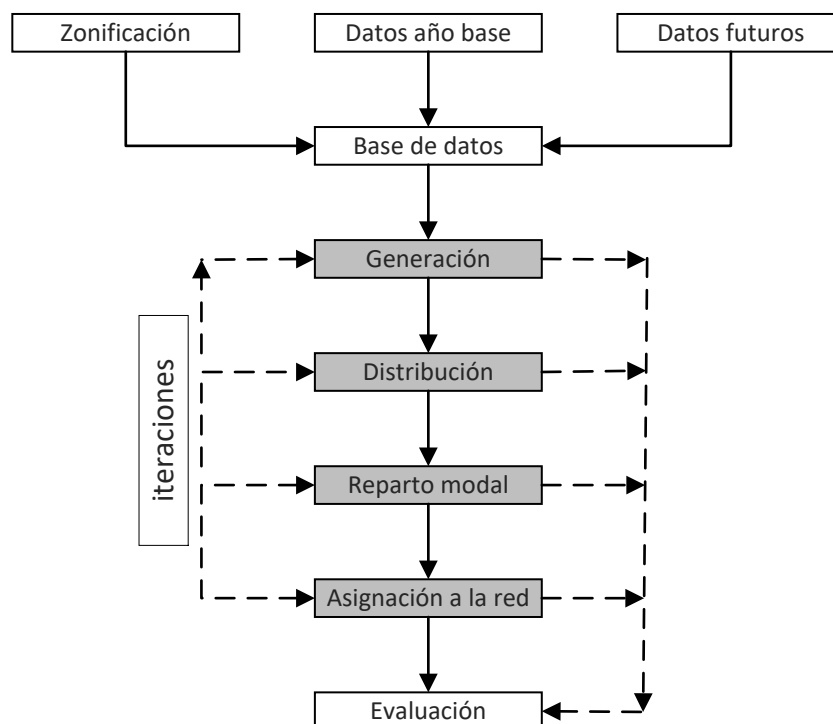 Zonificación
Datos año base
Datos futuros
Base de datos
Generación
Distribución
Reparto modal
Asignación a la red
Evaluación
iteraciones